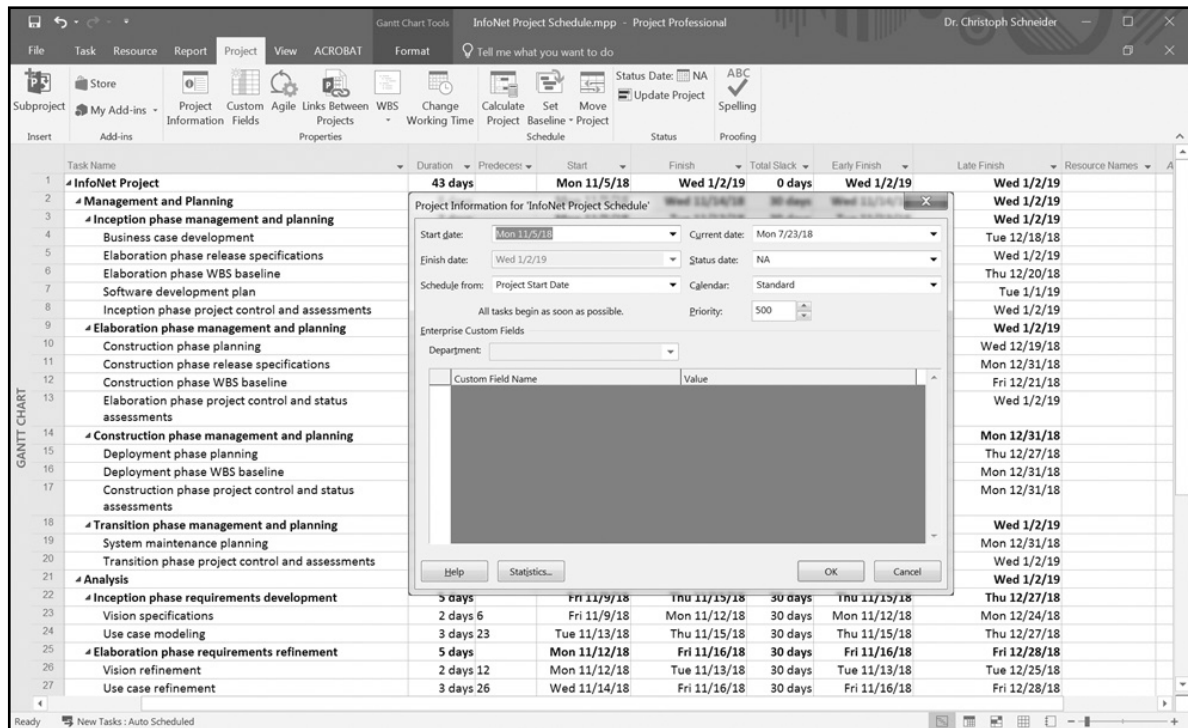 Gantt Chart Tools InfoNet Project Schedule.mpp - Project Professional Dr. Christoph Schneider
File Task Resource Report Project View ACROBAT Format Tell me what you want to do
Subproject
Store
My Add-ins
Project Information
Custom Fields
Agile
Links Between Projects
WBS
Change Working Time
Calculate Project
Set Baseline
Move Project
Status Date: NA
Update Project
ABC
Spelling
Insert Add-ins Properties Schedule Status Proofing
Task Name Duration Predecess Start Finish Total Slack Early Finish Late Finish Resource Names A
1 InfoNet Project 43 days Mon 11/5/18 Wed 1/2/19 0 days Wed 1/2/19 Wed 1/2/19
2 Management and Planning Wed 11/14/1 30 days Wed 11/14/1 Wed 1/2/19
3 Inception phase management and planning Wed 1/2/19
4 Business case development Tue 12/18/18
5 Elaboration phase release specifications Wed 1/2/19
6 Elaboration phase WBS baseline Thu 12/20/18
7 Software development plan Tue 1/1/19
8 Inception phase project control and assessments Wed 1/2/19
9 Elaboration phase management and planning Wed 1/2/19
10 Construction phase planning Wed 12/19/18
11 Construction phase release specifications Mon 12/31/18
12 Construction phase WBS baseline Fri 12/21/18
13 Elaboration phase project control and status Wed 1/2/19
assessments
14 Construction phase management and planning Mon 12/31/18
15 Deployment phase planning Thu 12/27/18
16 Deployment phase WBS baseline Mon 12/31/18
17 Construction phase project control and status Mon 12/31/18
assessments
18 Transition phase management and planning Wed 1/2/19
19 System maintenance planning Mon 12/31/18
20 Transition phase project control and assessments Wed 1/2/19
21 Analysis Wed 1/2/19
22 Inception phase requirements development 5 days Fri 11/9/18 Thu 11/15/18 30 days Thu 11/15/18 Thu 12/27/18
23 Vision specifications 2 days 6 Fri 11/9/18 Mon 11/12/18 30 days Mon 11/12/18 Mon 12/24/18
24 Use case modeling 3 days 23 Tue 11/13/18 Thu 11/15/18 30 days Thu 11/15/18 Thu 12/27/18
25 Elaboration phase requirements refinement 5 days Mon 11/12/18 Fri 11/16/18 30 days Fri 11/16/18 Fri 12/28/18
26 Vision refinement 2 days 12 Mon 11/12/18 Tue 11/13/18 30 days Tue 11/13/18 Tue 12/25/18
27 Use case refinement 3 days 26 Wed 11/14/18 Fri 11/16/18 30 days Fri 11/16/18 Fri 12/28/18
GANTT CHART
Project Information for 'InfoNet Project Schedule'
Start date: Mon 11/5/18 Current date: Mon 7/23/18
Finish date: Wed 1/2/19 Status date: NA
Schedule from: Project Start Date Calendar: Standard
All tasks begin as soon as possible. Priority: 500
Enterprise Custom Fields
Department:
Custom Field Name Value
Help Statistics... OK Cancel
Ready New Tasks : Auto Scheduled